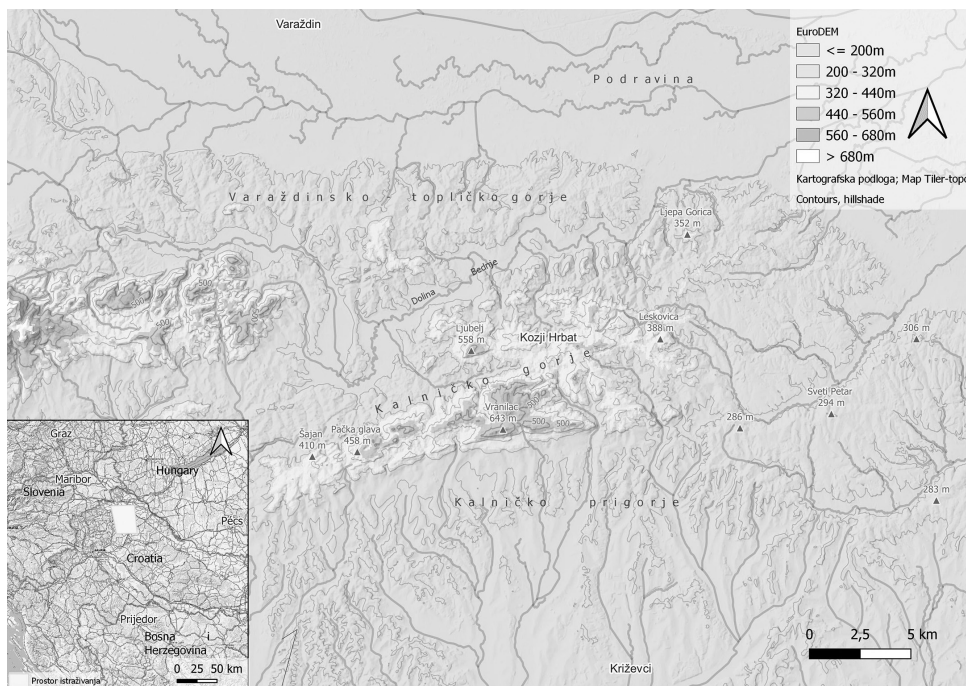 Varaždin
EuroDEM
<= 200m
200 - 320m
320 - 440m
440 - 560m
560 - 680m
> 680m
Kartografska podloga; Map Tiler-topo
Contours, hillshade
Podravina
Varaždinsko - topličko gorje
Ljepa Gorica
352 m
Dolina Bednje
500
500
400
Ljubelj
558 m
Kozji Hrbat
Leskovica
388 m
306 m
Kalničko gorje
Vranilac
643 m
500
500
Sveti Petar
294 m
286 m
Šajan
410 m
Pačka glava
458 m
283 m
Kalničko prigorje
Graz
Maribor
Hungary
Slovenia
Pécs
Croatia
Prijedor
Bosna i
Herzegovina
0 25 50 km
Prostor istraživanja
0 2,5 5 km
Križevci